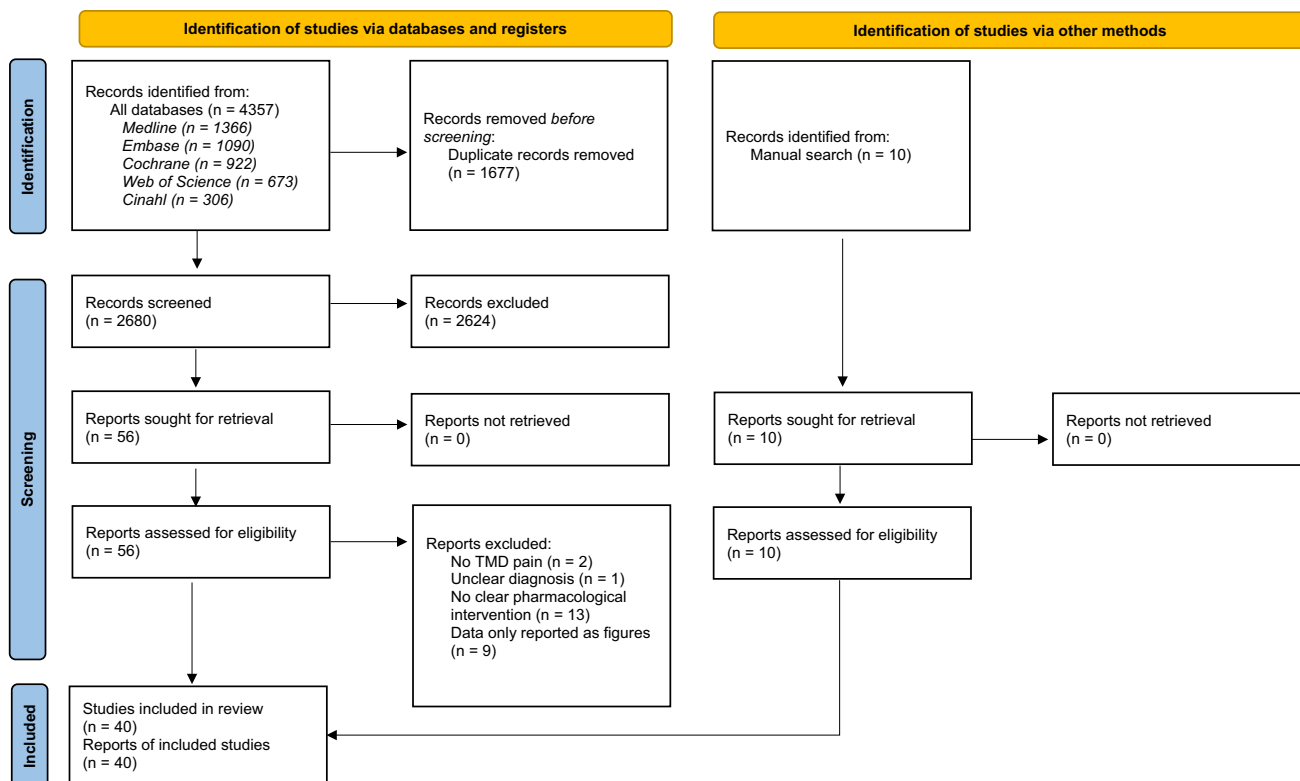 Identification of studies via databases and registers
Identification of studies via other methods
Identification
Records identified from:
All databases (n = 4357)
Medline (n = 1366)
Embase (n = 1090)
Cochrane (n = 922)
Web of Science (n = 673)
Cinahl (n = 306)
Records removed before
screening:
Duplicate records removed
(n = 1677)
Records identified from:
Manual search (n = 10)
Screening
Records screened
(n = 2680)
Records excluded
(n = 2624)
Reports sought for retrieval
(n = 56)
Reports not retrieved
(n = 0)
Reports sought for retrieval
(n = 10)
Reports not retrieved
(n = 0)
Reports assessed for eligibility
(n = 56)
Reports excluded:
No TMD pain (n = 2)
Unclear diagnosis (n = 1)
No clear pharmacological
intervention (n = 13)
Data only reported as figures
(n = 9)
Reports assessed for eligibility
(n = 10)
Included
Studies included in review
(n = 40)
Reports of included studies
(n = 40)